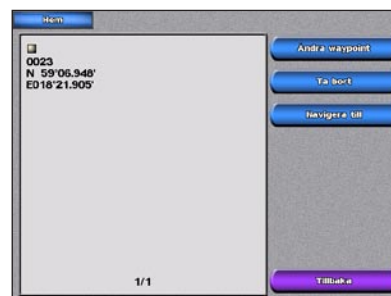 Hem
0023
N 59°06.948'
E018°21.905'
1/1
Ändra waypoint
Ta bort
Navigera till
Tillbaka